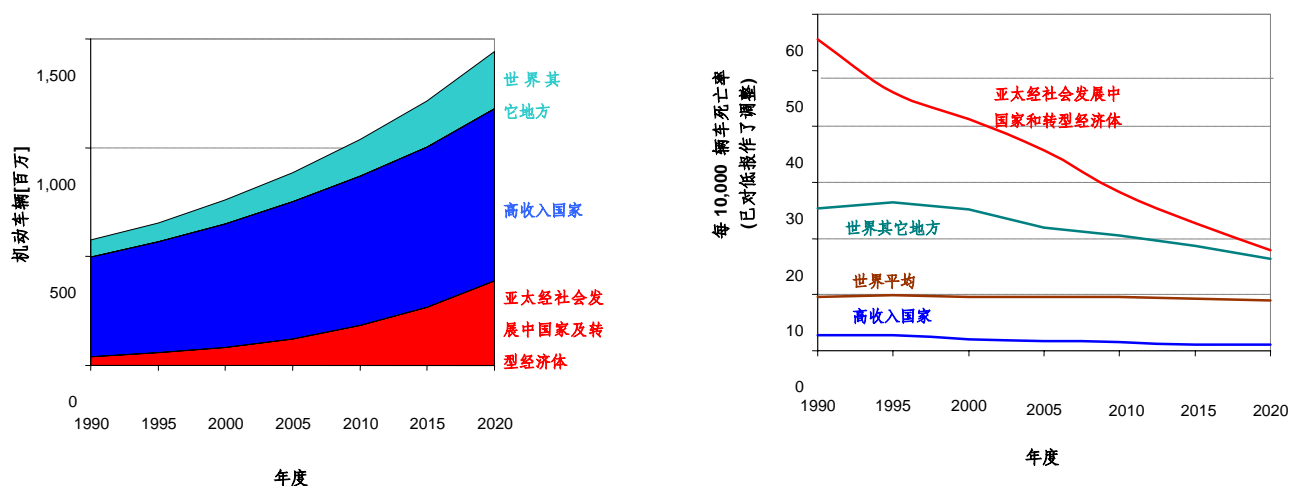 机动车辆[百万]
1,500
1,000
500
0
世界其
它地方
高收入国家
亚太经社会发
展中国家及转
型经济体
1990 1995 2000 2005 2010 2015 2020
年度
每 10,000 辆车死亡率
(已对低报作了调整)
60
50
40
30
20
10
0
亚太经社会发展中
国家和转型经济体
世界其它地方
世界平均
高收入国家
1990 1995 2000 2005 2010 2015 2020
年度